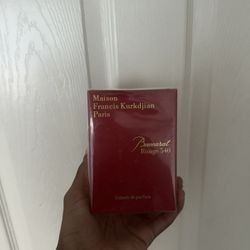 Maison
Francis Kurkdjian
Paris
Baccarat
Rouge 540
Extrait de parfum